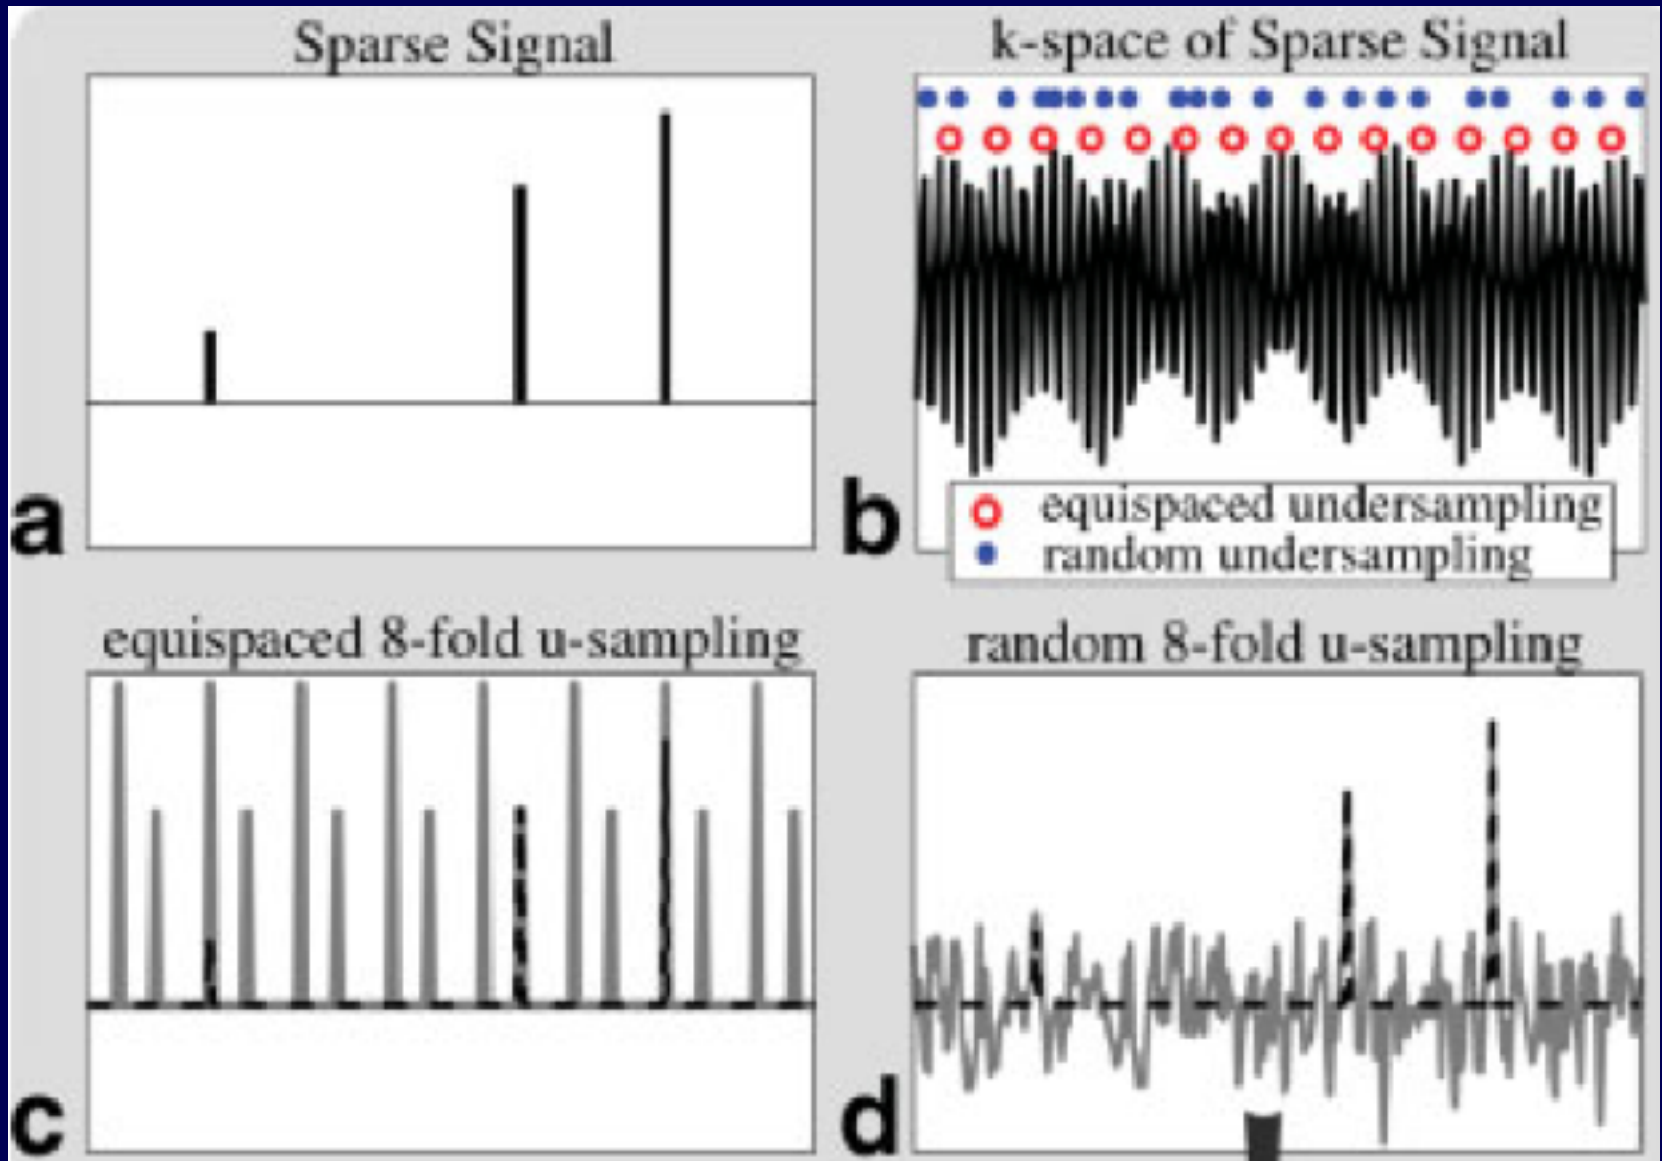 Sparse Signal
k-space of Sparse Signal
a
b
equispaced undersampling
random undersampling
equispaced 8-fold u-sampling
random 8-fold u-sampling
c
d